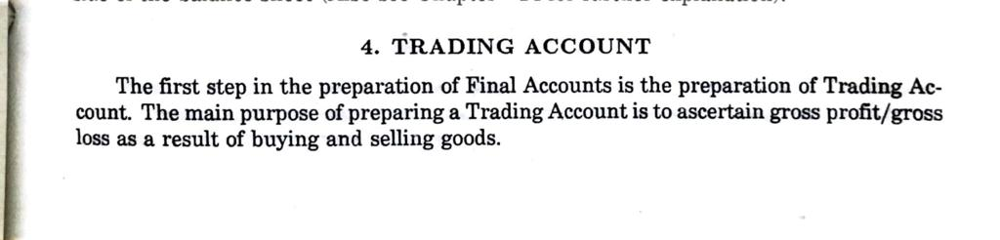 4. TRADING ACCOUNT
The first step in the preparation of Final Accounts is the preparation of Trading Ac-
count. The main purpose of preparing a Trading Account is to ascertain gross profit/gross
loss as a result of buying and selling goods.